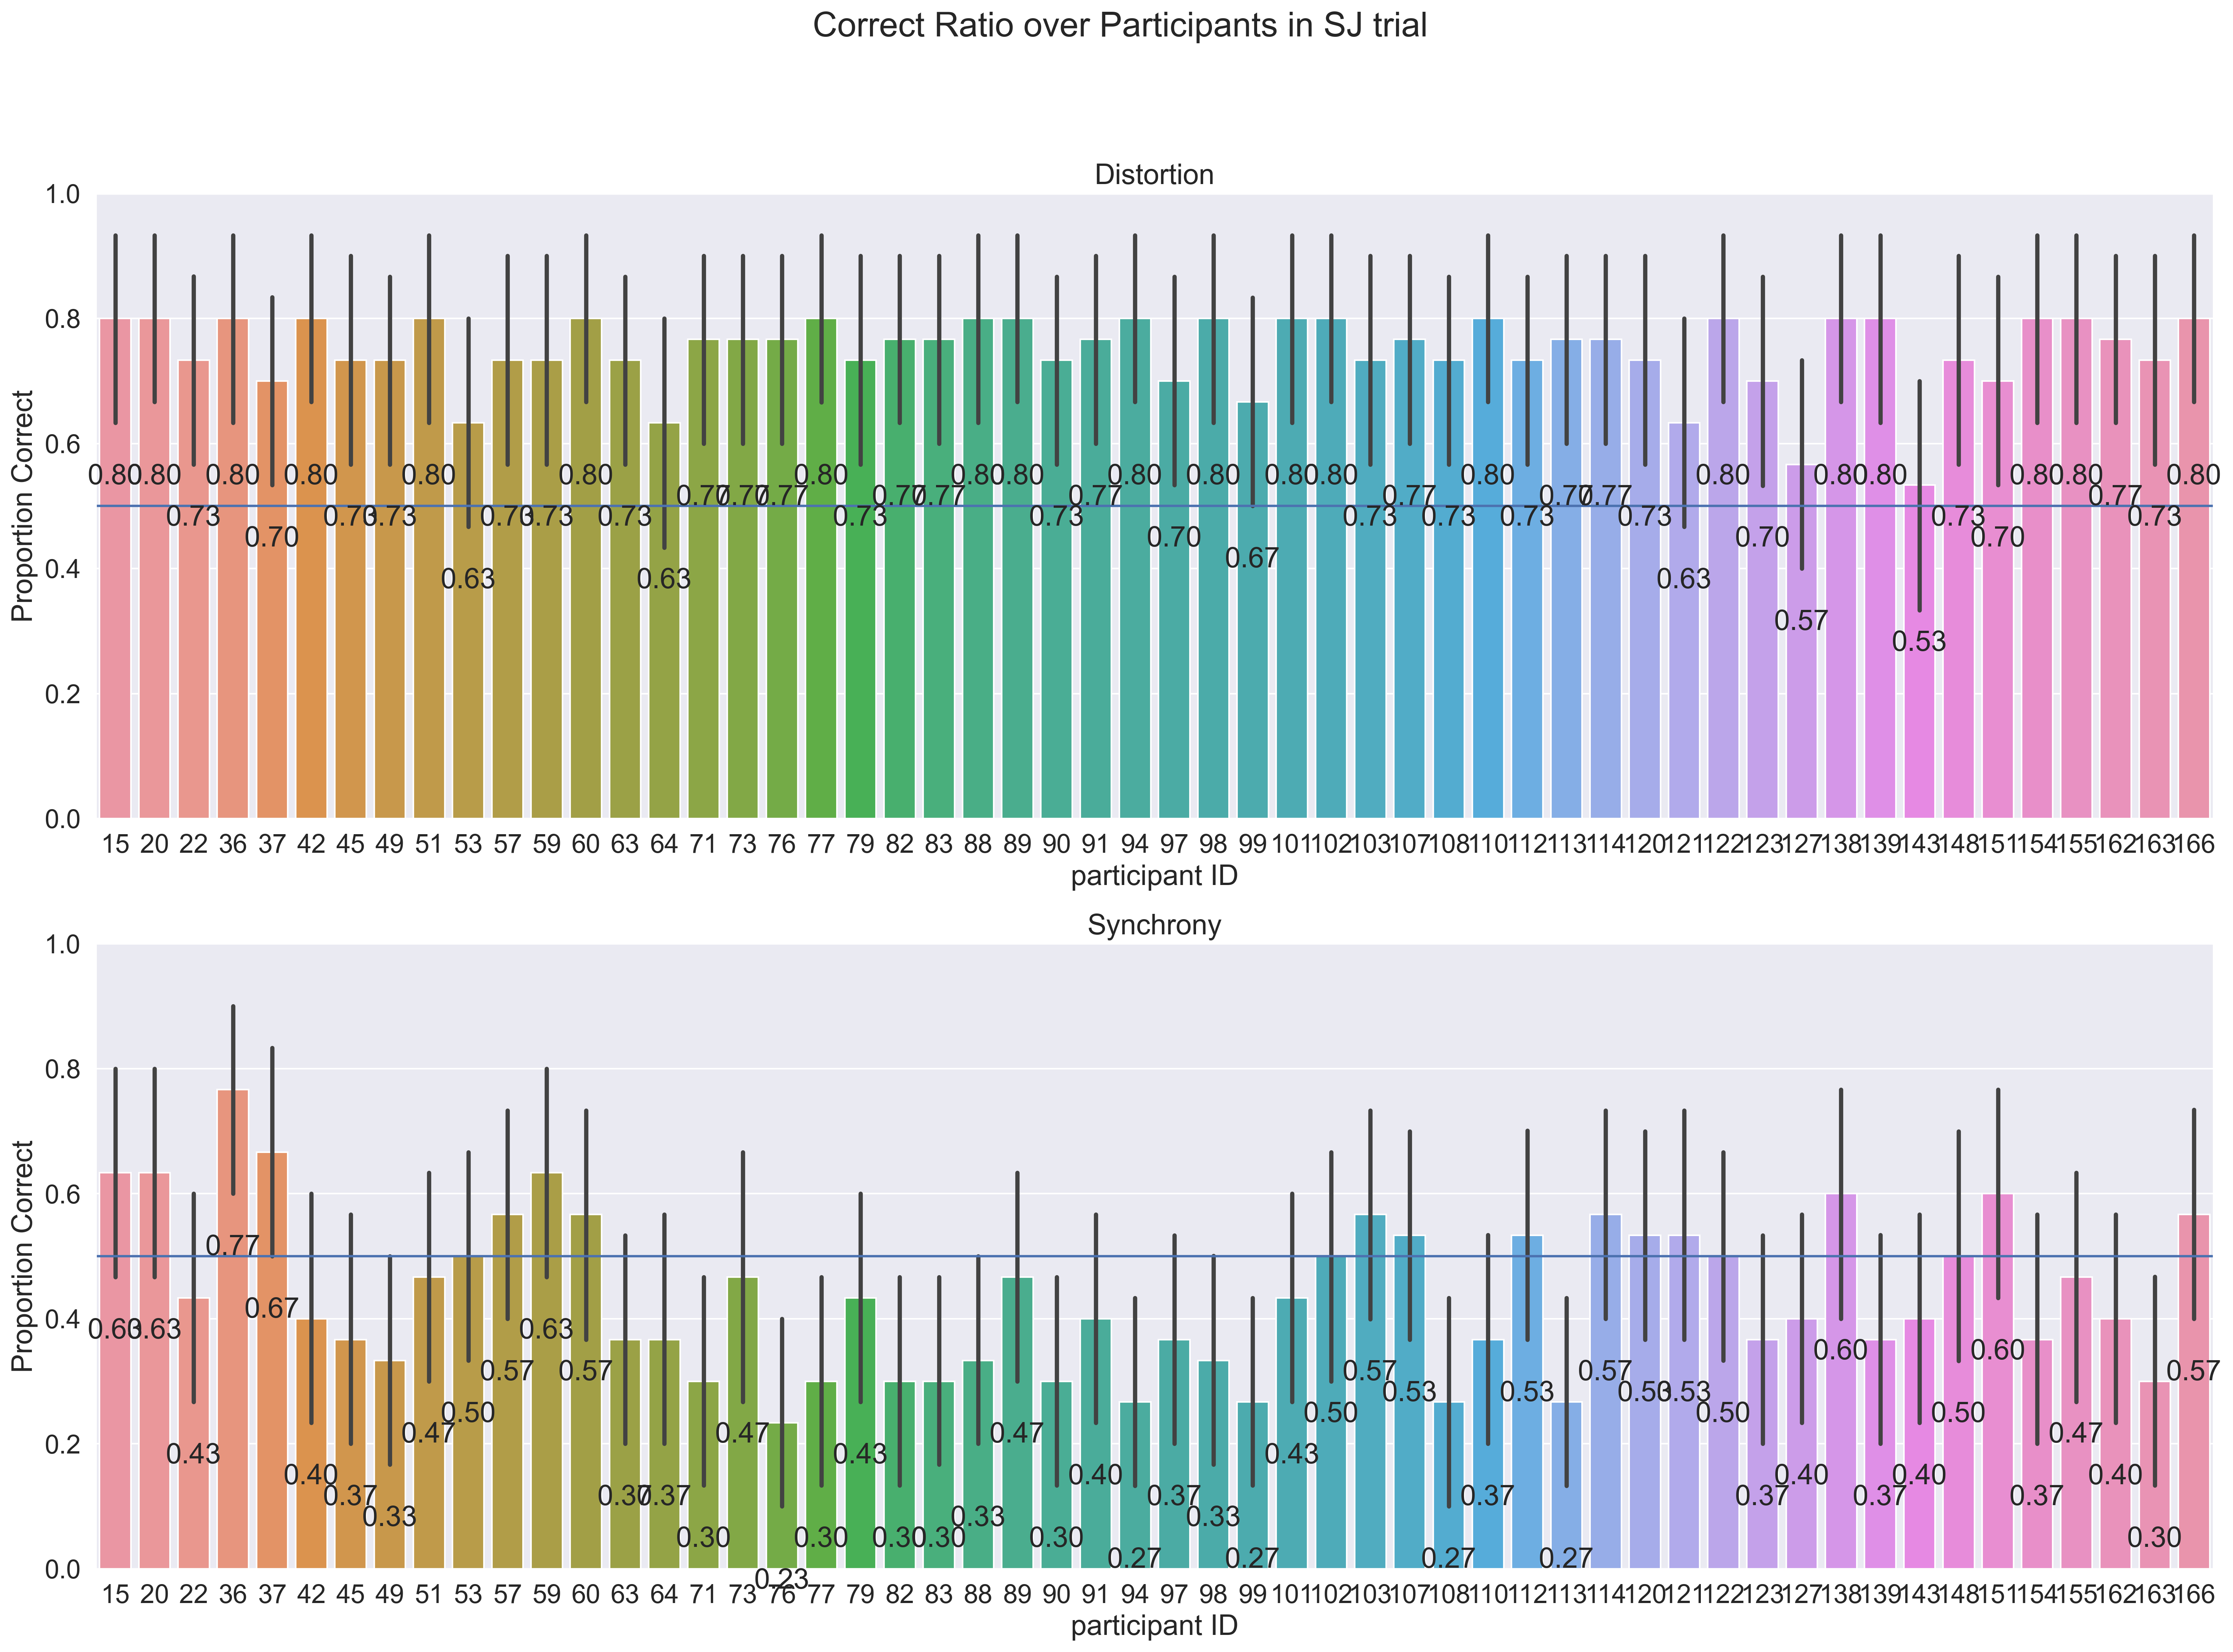 Correct Ratio over Participants in SJ trial
Distortion
Proportion Correct
1.0
0.8
0.6
0.4
0.2
0.0
0.80 0.80 0.73 0.80 0.70 0.80 0.73 0.73 0.80 0.63 0.73 0.73 0.80 0.73 0.63 0.77 0.77 0.77 0.80 0.73 0.77 0.77 0.80 0.80 0.73 0.77 0.80 0.70 0.80 0.67 0.80 0.80 0.73 0.77 0.73 0.80 0.73 0.77 0.77 0.73 0.63 0.80 0.70 0.57 0.80 0.80 0.53 0.73 0.70 0.80 0.80 0.77 0.73 0.80
15 20 22 36 37 42 45 49 51 53 57 59 60 63 64 71 73 76 77 79 82 83 88 89 90 91 94 97 98 99 101 102 103 107 108 110 112 113 114 120 121 122 123 127 138 139 143 148 151 154 155 162 163 166
participant ID
Synchrony
Proportion Correct
1.0
0.8
0.6
0.4
0.2
0.0
0.63 0.63 0.43 0.77 0.67 0.40 0.37 0.33 0.47 0.50 0.57 0.63 0.57 0.37 0.37 0.30 0.47 0.23 0.30 0.43 0.30 0.30 0.33 0.47 0.30 0.40 0.27 0.37 0.33 0.27 0.43 0.50 0.57 0.53 0.27 0.37 0.53 0.27 0.57 0.53 0.53 0.50 0.37 0.40 0.60 0.37 0.40 0.50 0.60 0.37 0.47 0.40 0.30 0.57
15 20 22 36 37 42 45 49 51 53 57 59 60 63 64 71 73 76 77 79 82 83 88 89 90 91 94 97 98 99 101 102 103 107 108 110 112 113 114 120 121 122 123 127 138 139 143 148 151 154 155 162 163 166
participant ID